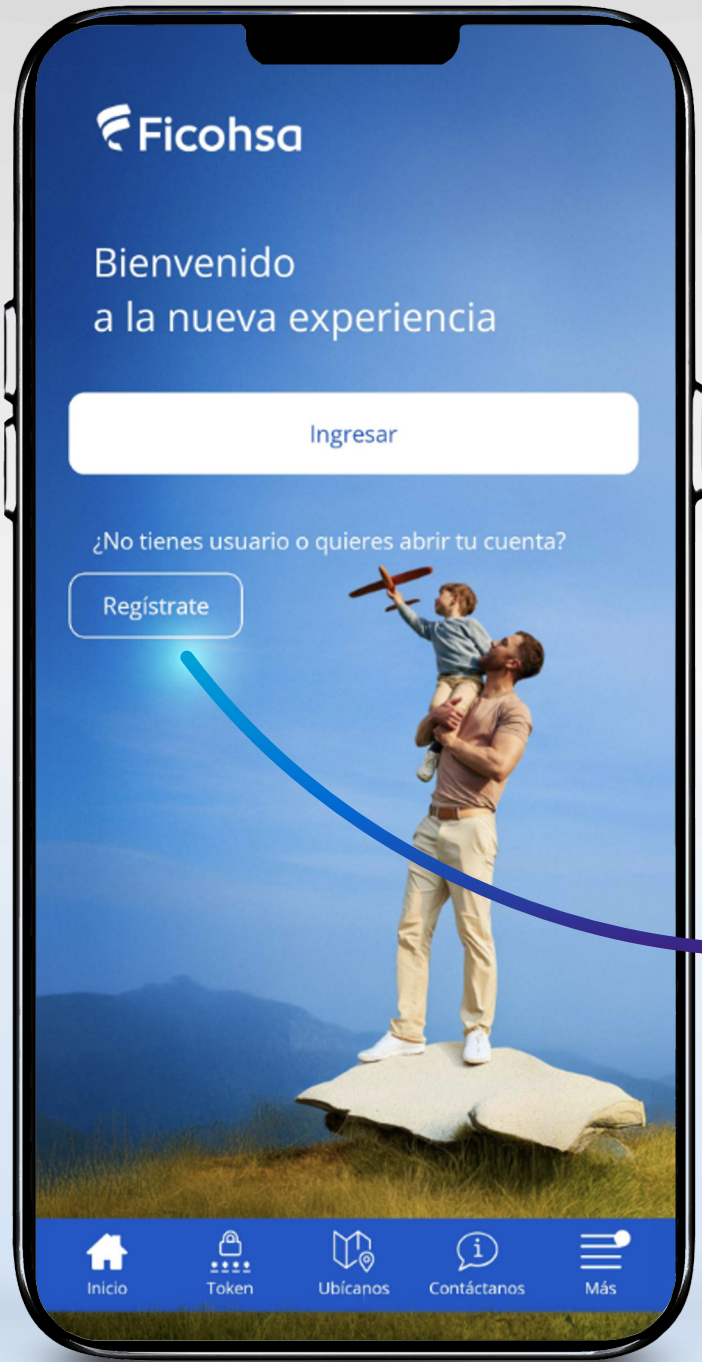 Ficohsa
Bienvenido
a la nueva experiencia
Ingresar
¿No tienes usuario o quieres abrir tu cuenta?
Regístrate
Inicio
Token
Ubícanos
Contáctanos
Más